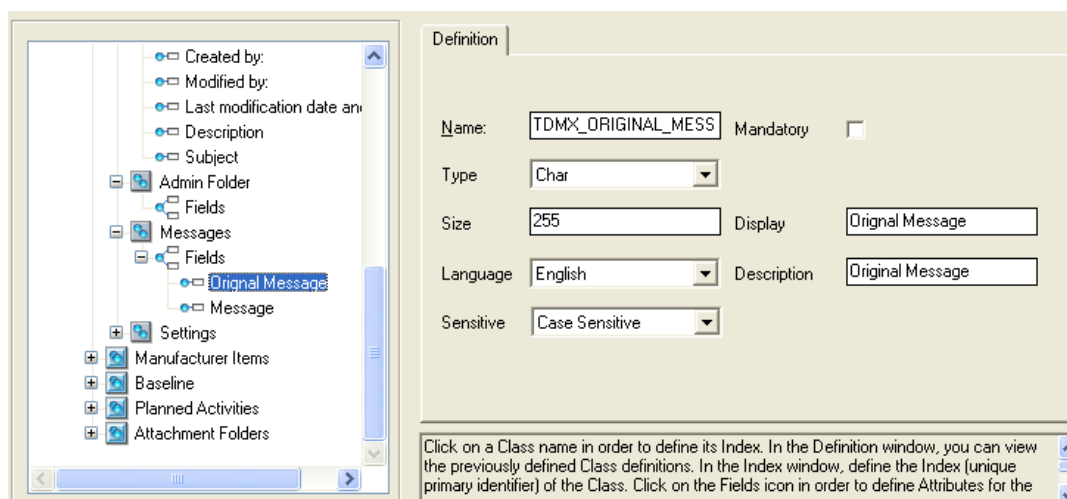 Created by:
Modified by:
Last modification date an
Description
Subject
Admin Folder
Fields
Messages
Fields
Orignal Message
Message
Settings
Manufacturer Items
Baseline
Planned Activities
Attachment Folders
Definition
Name: TDMX_ORIGINAL_MESS Mandatory
Type Char
Size 255 Display Orignal Message
Language English Description Original Message
Sensitive Case Sensitive
Click on a Class name in order to define its Index. In the Definition window, you can view
the previously defined Class definitions. In the Index window, define the Index (unique
primary identifier) of the Class. Click on the Fields icon in order to define Attributes for the